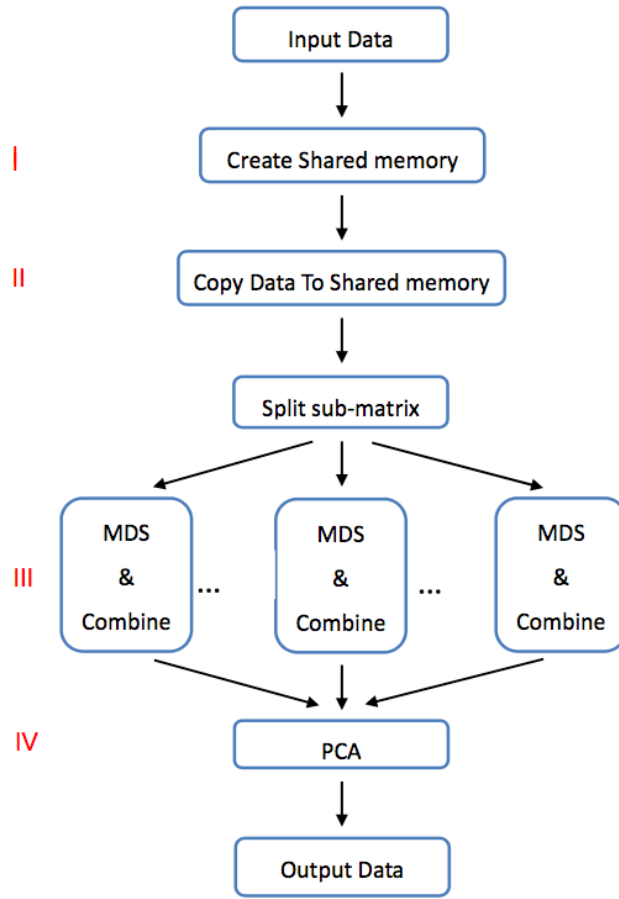 Input Data
I
Create Shared memory
II
Copy Data To Shared memory
Split sub-matrix
MDS
&
Combine
...
MDS
&
Combine
...
MDS
&
Combine
III
IV
PCA
Output Data